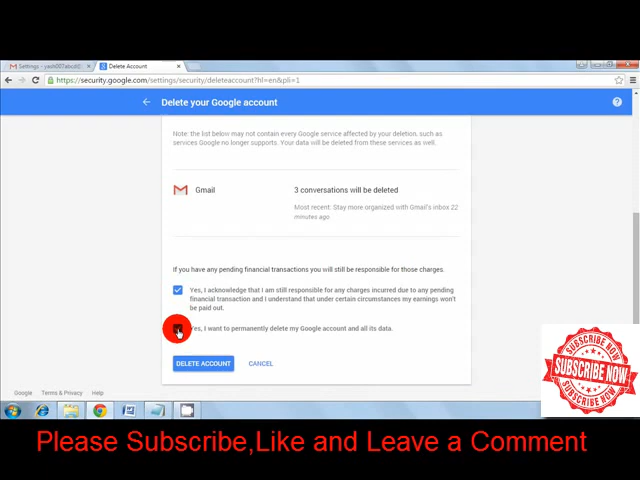 Settings - yash007abcd@
Delete Account
https://security.google.com/settings/security/deleteaccount?hl=en&pli=1
Delete your Google account
Note: the list below may not contain every Google service affected by your deletion, such as
services Google no longer supports. Your data will be deleted from these services as well.
Gmail
3 conversations will be deleted
Most recent: Stay more organized with Gmail's inbox 22
minutes ago
If you have any pending financial transactions you will still be responsible for those charges.
Yes, I acknowledge that I am still responsible for any charges incurred due to any pending
financial transaction and I understand that under certain circumstances my earnings won't
be paid out.
Yes, I want to permanently delete my Google account and all its data.
DELETE ACCOUNT
CANCEL
Google
Terms & Privacy
Help
SUBSCRIBE NOW
SUBSCRIBE NOW
SUBSCRIBE NOW
Please Subscribe,Like and Leave a Comment